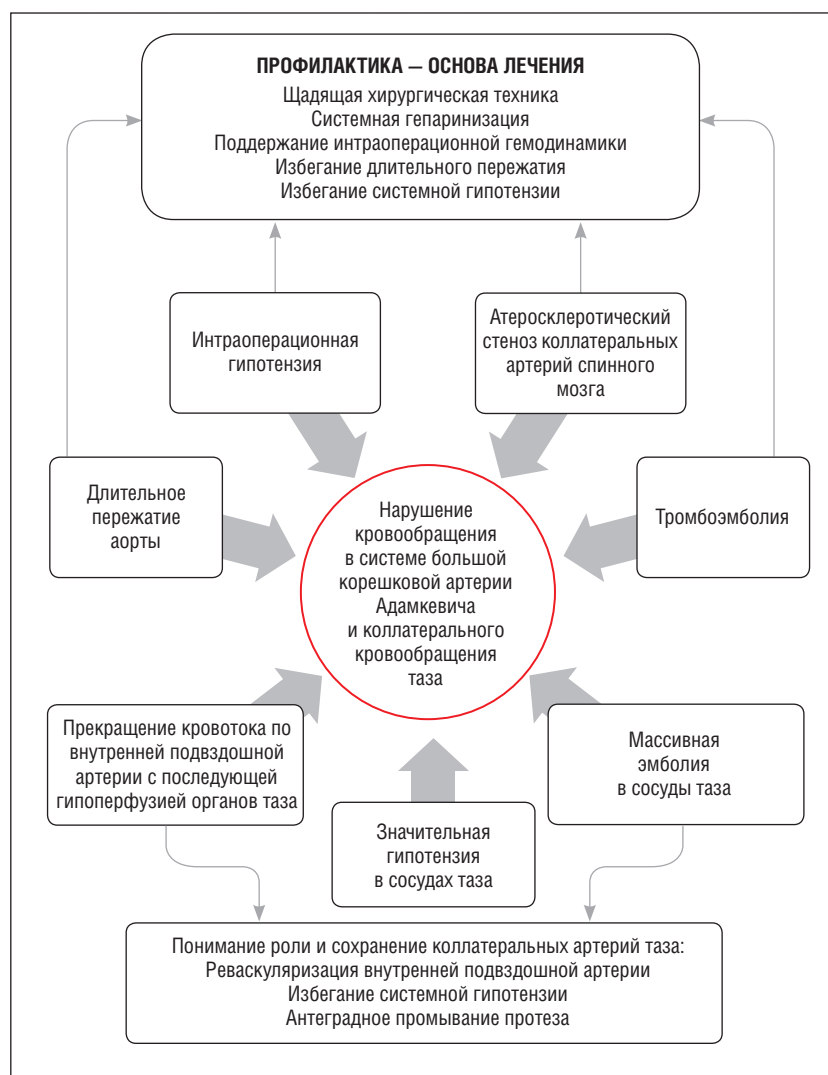 ПРОФИЛАКТИКА — ОСНОВА ЛЕЧЕНИЯ
Щадящая хирургическая техника
Системная гепаринизация
Поддержание интраоперационной гемодинамики
Избегание длительного пережатия
Избегание системной гипотензии
Интраоперационная
гипотензия
Атеросклеротический
стеноз коллатеральных
артерий спинного
мозга
Длительное
пережатие
аорты
Нарушение
кровообращения
в системе большой
корешковой артерии
Адамкевича
и коллатерального
кровообращения
таза
Тромбоэмболия
Прекращение кровотока по
внутренней подвздошной
артерии с последующей
гипоперфузией органов таза
Значительная
гипотензия
в сосудах таза
Массивная
эмболия
в сосуды таза
Понимание роли и сохранение коллатеральных артерий таза:
Реваскуляризация внутренней подвздошной артерии
Избегание системной гипотензии
Антеградное промывание протеза